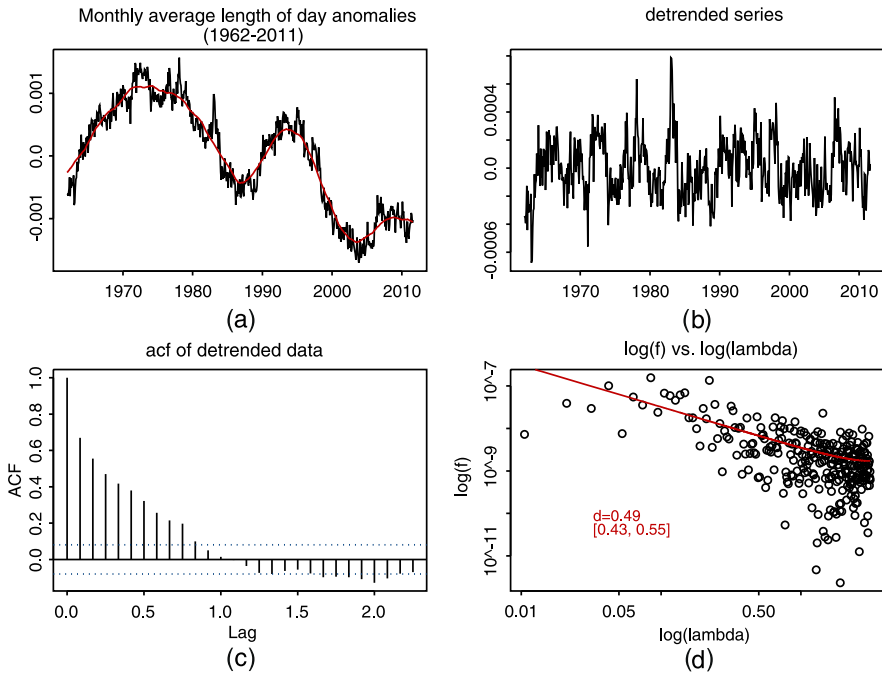 Monthly average length of day anomalies
(1962-2011)
0.001
0.0
-0.001
1970 1980 1990 2000 2010
(a)
detrended series
0.0004
0.0
-0.0006
1970 1980 1990 2000 2010
(b)
acf of detrended data
ACF
1.0
0.8
0.6
0.4
0.2
0.0
0.0 0.5 1.0 1.5 2.0
Lag
(c)
log(f) vs. log(lambda)
log(f)
10^-7
10^-9
10^-11
d=0.49
[0.43, 0.55]
0.01 0.05 0.50
log(lambda)
(d)